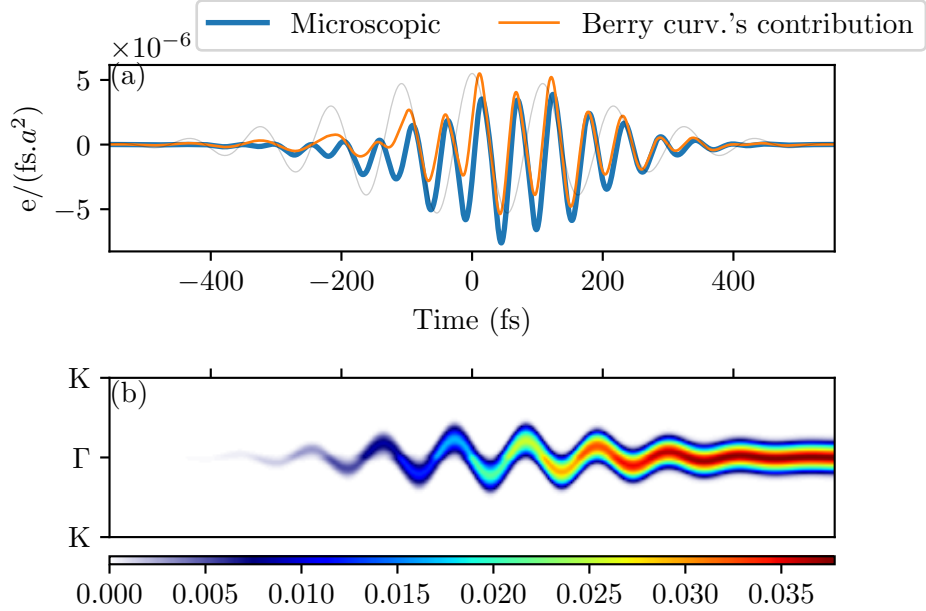 Microscopic Berry curv.'s contribution
×10⁻⁶
(a)
5
0
−5
e/(fs.a²)
−400 −200 0 200 400
Time (fs)
(b)
K
Γ
K
0.000 0.005 0.010 0.015 0.020 0.025 0.030 0.035